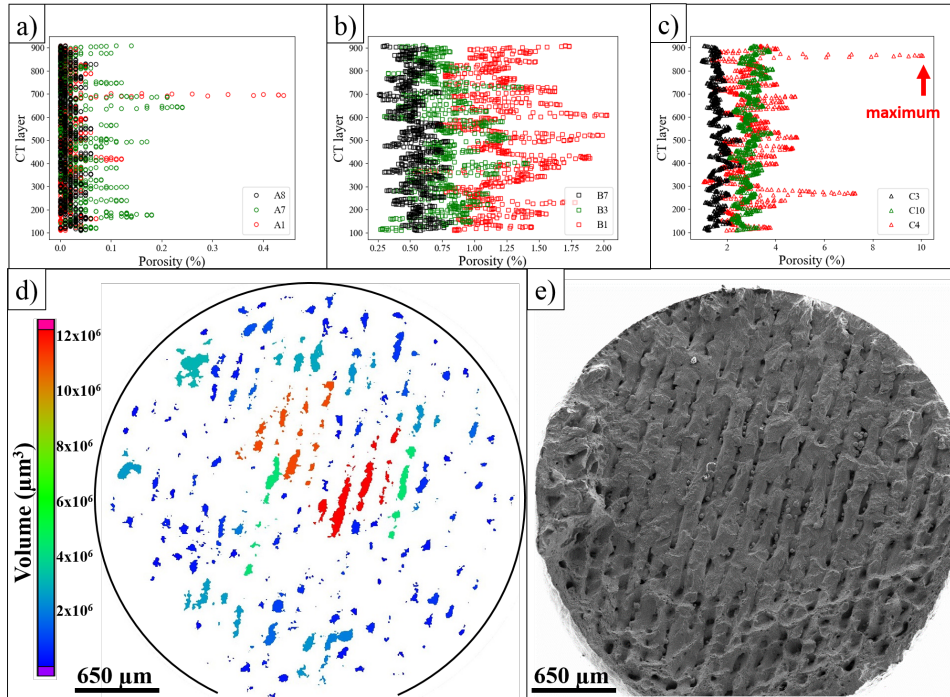 a)
CT layer
900
800
700
600
500
400
300
200
100
0.0
0.1
0.2
0.3
0.4
Porosity (%)
A8
A7
A1
b)
CT layer
900
800
700
600
500
400
300
200
100
0.25
0.50
0.75
1.00
1.25
1.50
1.75
2.00
Porosity (%)
B7
B3
B1
c)
CT layer
900
800
700
600
500
400
300
200
100
2
4
6
8
10
Porosity (%)
maximum
C3
C10
C4
d)
Volume (µm³)
12x10⁶
10x10⁶
8x10⁶
6x10⁶
4x10⁶
2x10⁶
650 µm
e)
650 µm